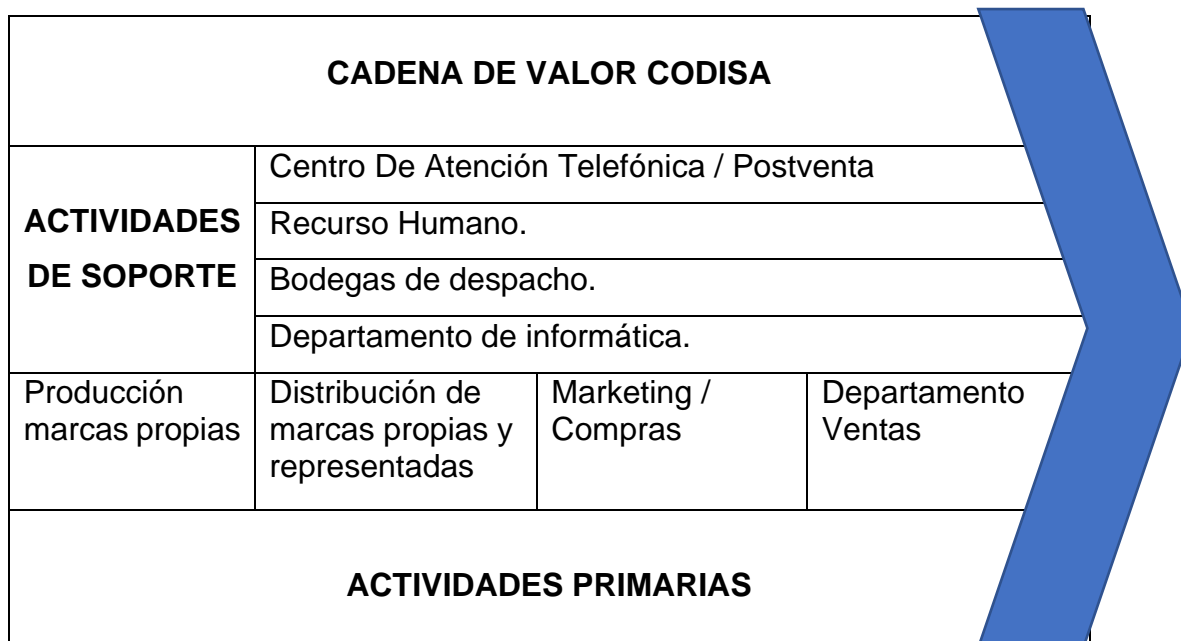 CADENA DE VALOR CODISA
ACTIVIDADES
DE SOPORTE
Centro De Atención Telefónica / Postventa
Recurso Humano.
Bodegas de despacho.
Departamento de informática.
Producción
marcas propias
Distribución de
marcas propias y
representadas
Marketing /
Compras
Departamento
Ventas
ACTIVIDADES PRIMARIAS